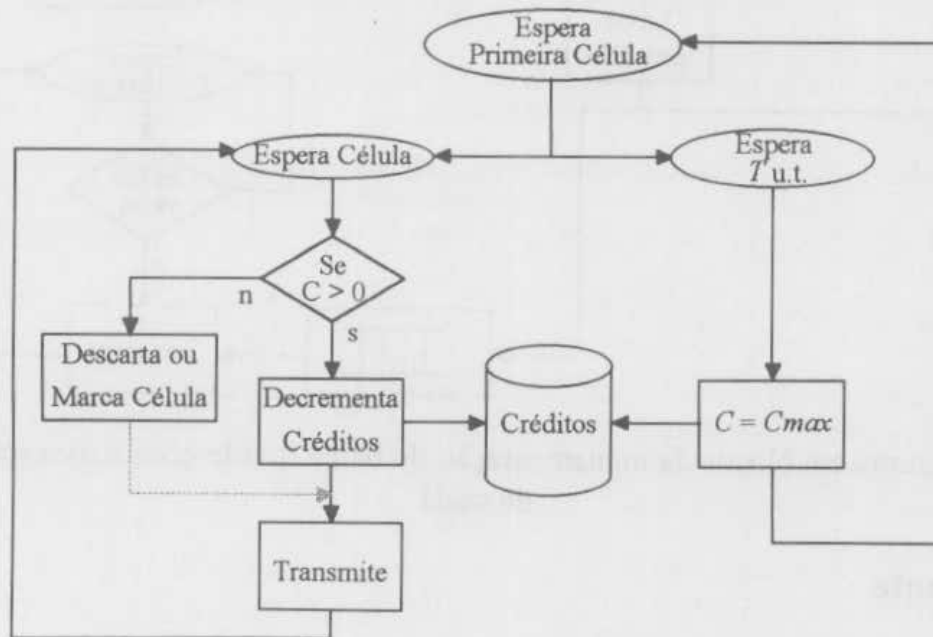 Espera
Primeira Célula
Espera Célula
Espera
T u.t.
Se
C > 0
n
s
Descarta ou
Marca Célula
Decrementa
Créditos
Créditos
C = Cmax
Transmite